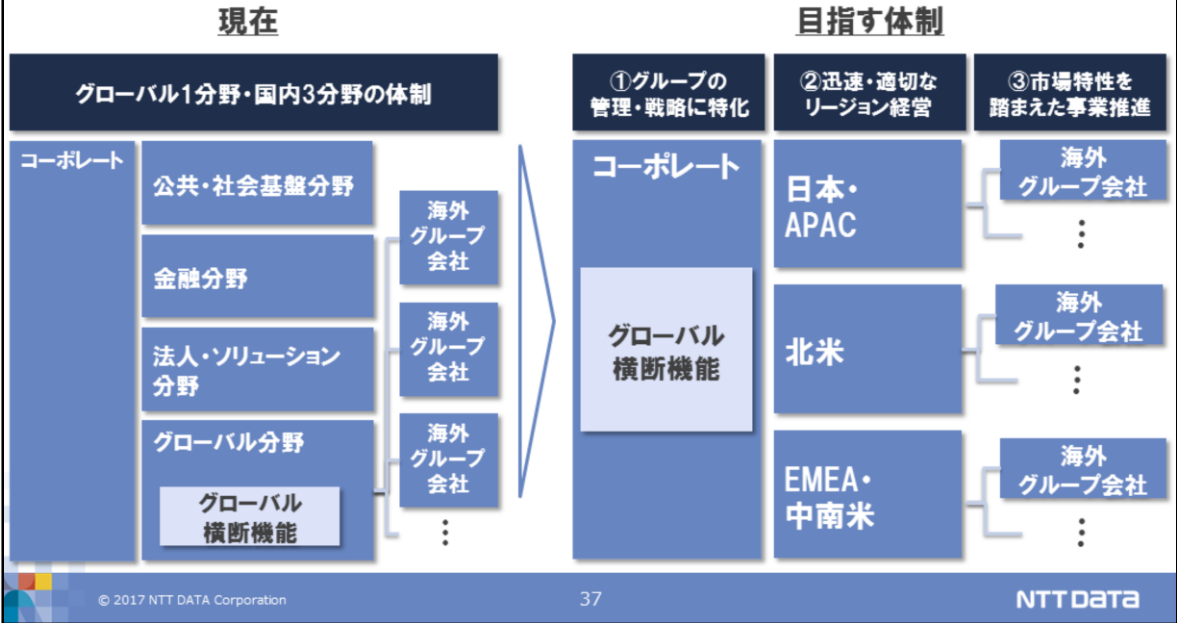 現在
グローバル1分野・国内3分野の体制
コーポレート
公共・社会基盤分野
金融分野
法人・ソリューション
分野
グローバル分野
グローバル
横断機能
海外
グループ
会社
海外
グループ
会社
海外
グループ
会社
⋮
目指す体制
①グループの
管理・戦略に特化
②迅速・適切な
リージョン経営
③市場特性を
踏まえた事業推進
コーポレート
グローバル
横断機能
日本・
APAC
海外
グループ会社
⋮
北米
海外
グループ会社
⋮
EMEA・
中南米
海外
グループ会社
⋮
© 2017 NTT DATA Corporation
37
NTT DATA